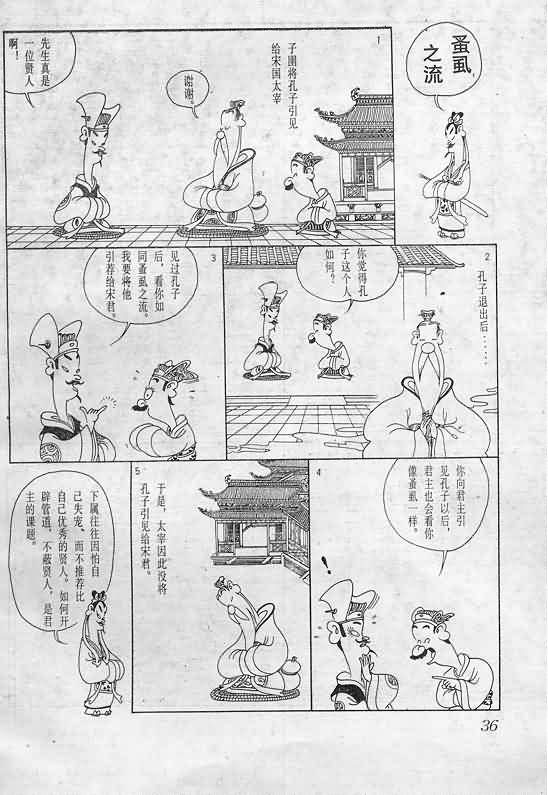 蚤虱
之流
1
子圉将孔子引见
给宋国太宰
谢谢。
先生真是
一位贤人
啊！
2
孔子退出后……
你觉得孔
子这个人
如何？
3
见过孔子
后，看你如
同蚤虱之流。
我要将他
引荐给宋君。
4
你向君主引
见孔子以后，
君主也会看你
像蚤虱一样。
!
5
于是，太宰因此没将
孔子引见给宋君。
下属往往因怕自
己失宠、而不推荐比
自己优秀的贤人。如何开
辟管道，不蔽贤人，是君
主的课题。
36